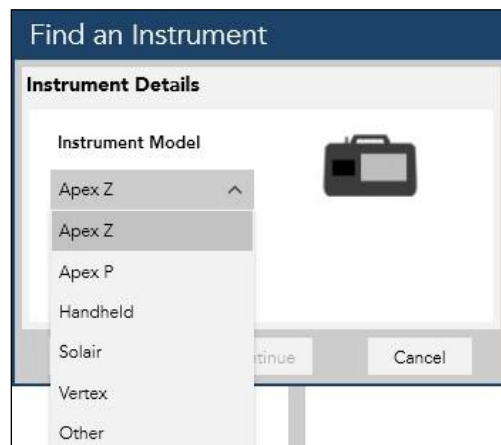 Find an Instrument
Instrument Details
Instrument Model
Apex Z
Apex Z
Apex P
Handheld
Solair
Vertex
Other
Cancel